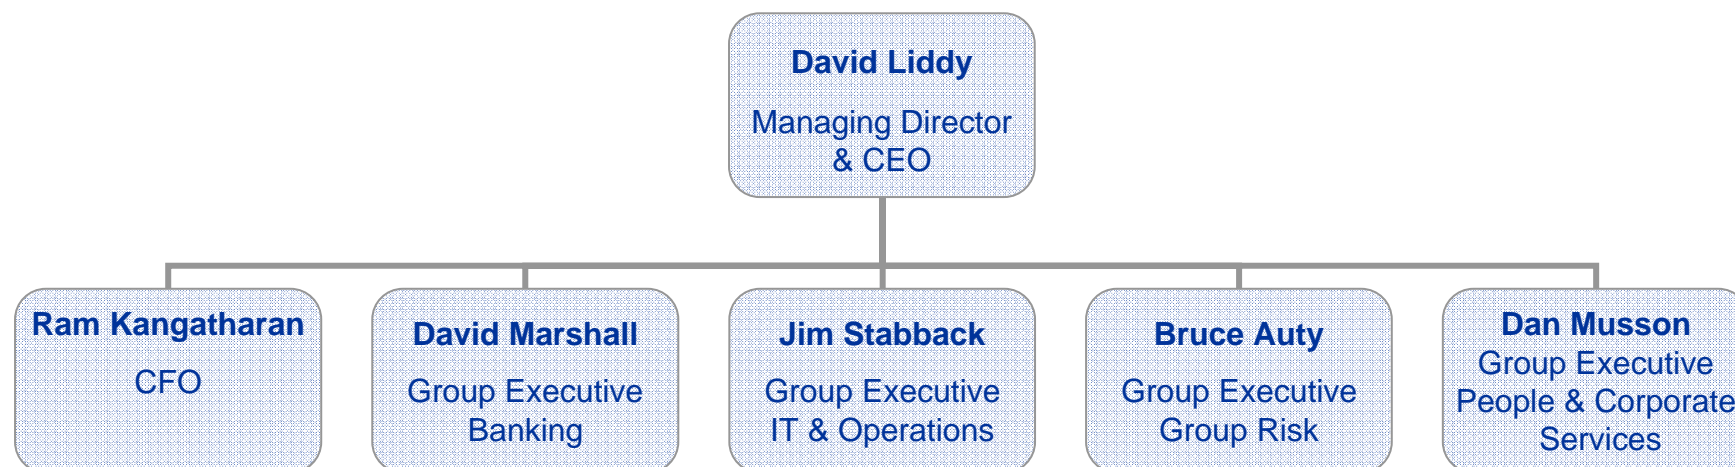 David Liddy
Managing Director
& CEO
Ram Kangatharan
CFO
David Marshall
Group Executive
Banking
Jim Stabback
Group Executive
IT & Operations
Bruce Auty
Group Executive
Group Risk
Dan Musson
Group Executive
People & Corporate
Services